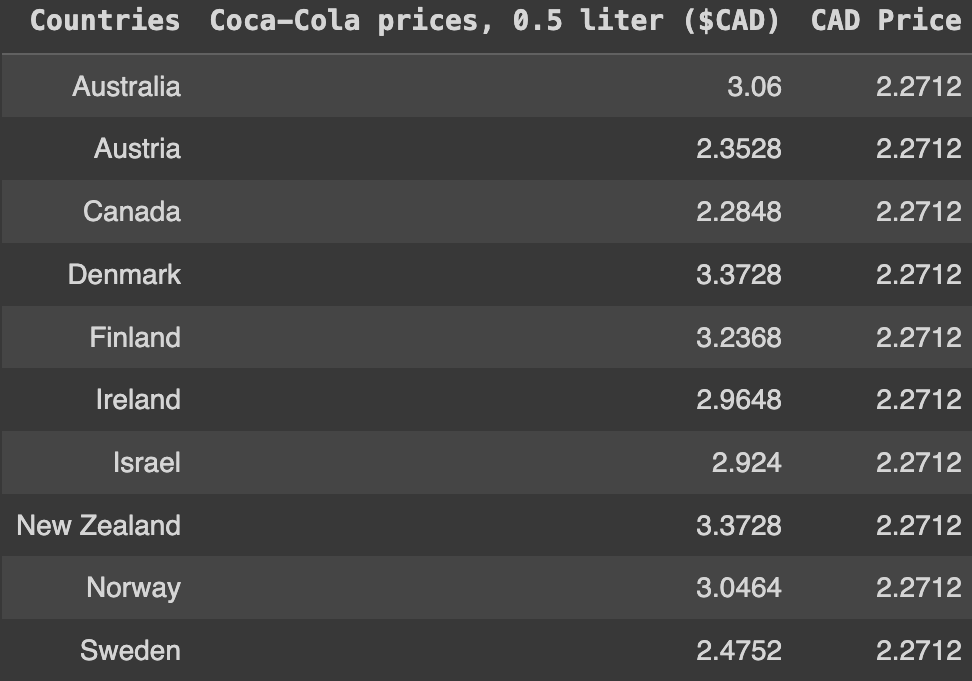 Countries Coca-Cola prices, 0.5 liter ($CAD) CAD Price
Australia 3.06 2.2712
Austria 2.3528 2.2712
Canada 2.2848 2.2712
Denmark 3.3728 2.2712
Finland 3.2368 2.2712
Ireland 2.9648 2.2712
Israel 2.924 2.2712
New Zealand 3.3728 2.2712
Norway 3.0464 2.2712
Sweden 2.4752 2.2712